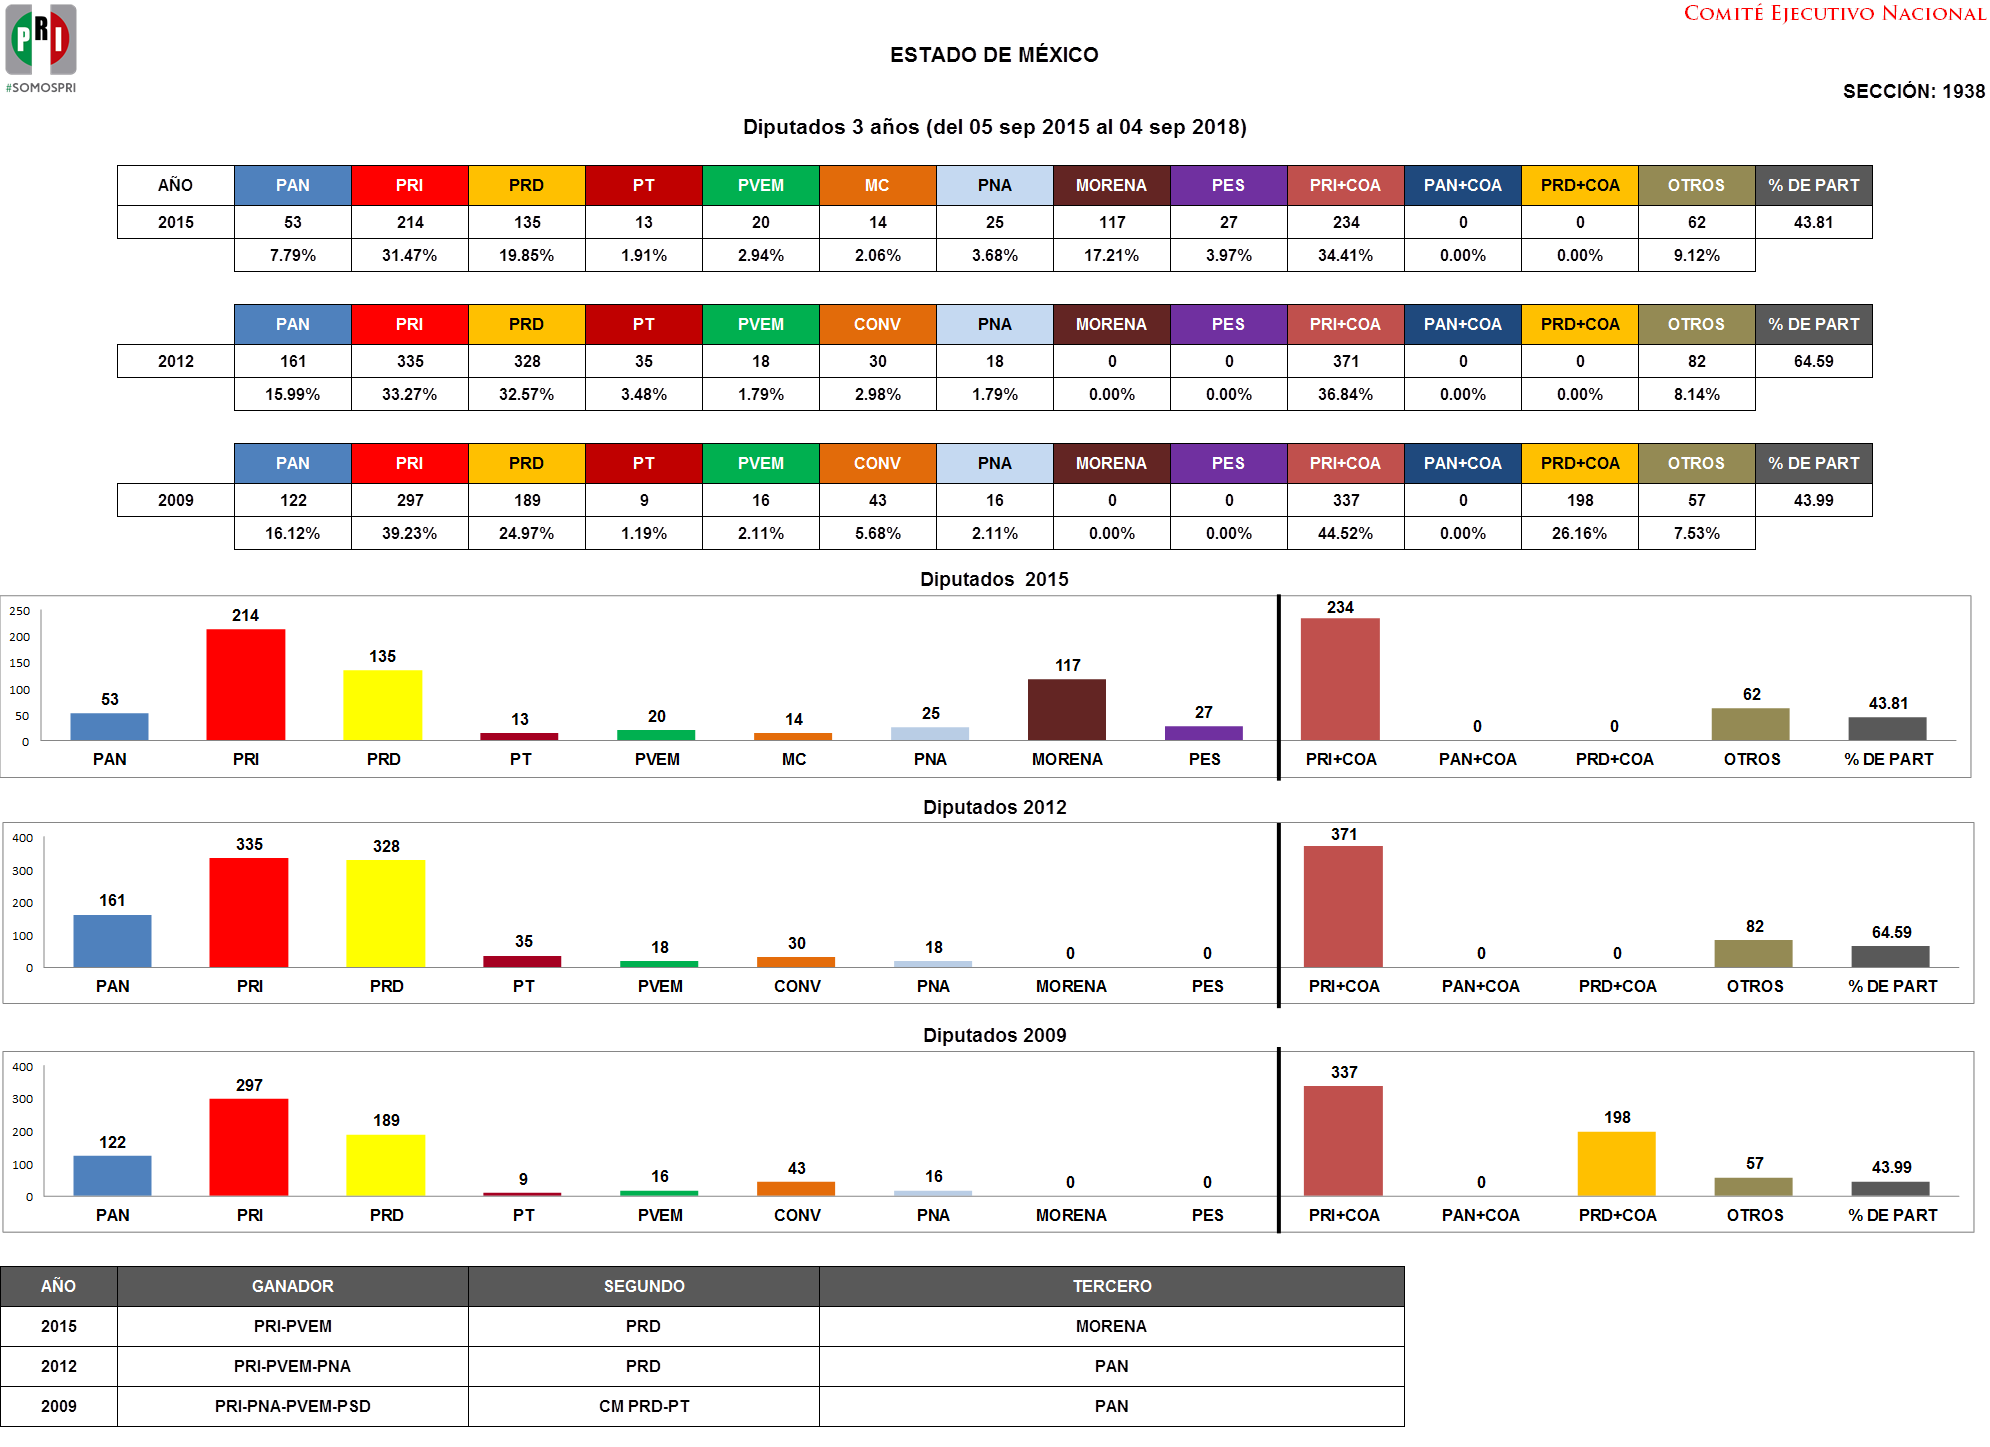 PRI
#SOMOSPRI
COMITÉ EJECUTIVO NACIONAL
ESTADO DE MÉXICO
SECCIÓN: 1938
Diputados 3 años (del 05 sep 2015 al 04 sep 2018)
AÑO PAN PRI PRD PT PVEM MC PNA MORENA PES PRI+COA PAN+COA PRD+COA OTROS % DE PART
2015 53 214 135 13 20 14 25 117 27 234 0 0 62 43.81
7.79% 31.47% 19.85% 1.91% 2.94% 2.06% 3.68% 17.21% 3.97% 34.41% 0.00% 0.00% 9.12%
PAN PRI PRD PT PVEM CONV PNA MORENA PES PRI+COA PAN+COA PRD+COA OTROS % DE PART
2012 161 335 328 35 18 30 18 0 0 371 0 0 82 64.59
15.99% 33.27% 32.57% 3.48% 1.79% 2.98% 1.79% 0.00% 0.00% 36.84% 0.00% 0.00% 8.14%
PAN PRI PRD PT PVEM CONV PNA MORENA PES PRI+COA PAN+COA PRD+COA OTROS % DE PART
2009 122 297 189 9 16 43 16 0 0 337 0 198 57 43.99
16.12% 39.23% 24.97% 1.19% 2.11% 5.68% 2.11% 0.00% 0.00% 44.52% 0.00% 26.16% 7.53%
Diputados 2015
250
200
150
100
50
0
53 214 135 13 20 14 25 117 27 234 0 0 62 43.81
PAN PRI PRD PT PVEM MC PNA MORENA PES PRI+COA PAN+COA PRD+COA OTROS % DE PART
Diputados 2012
400
300
200
100
0
161 335 328 35 18 30 18 0 0 371 0 0 82 64.59
PAN PRI PRD PT PVEM CONV PNA MORENA PES PRI+COA PAN+COA PRD+COA OTROS % DE PART
Diputados 2009
400
300
200
100
0
122 297 189 9 16 43 16 0 0 337 0 198 57 43.99
PAN PRI PRD PT PVEM CONV PNA MORENA PES PRI+COA PAN+COA PRD+COA OTROS % DE PART
AÑO GANADOR SEGUNDO TERCERO
2015 PRI-PVEM PRD MORENA
2012 PRI-PVEM-PNA PRD PAN
2009 PRI-PNA-PVEM-PSD CM PRD-PT PAN